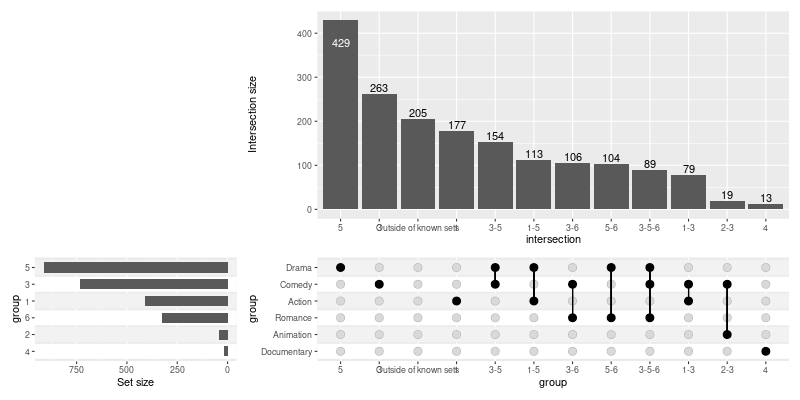 400
300
200
100
0
Intersection size
429
263
205
177
154
113
106
104
89
79
19
13
5 3 Outside of known sets 1 3-5 1-5 3-6 5-6 3-5-6 1-3 2-3 4
intersection
group
5
3
1
6
2
4
750 500 250 0
Set size
group
Drama
Comedy
Action
Romance
Animation
Documentary
5 3 Outside of known sets 1 3-5 1-5 3-6 5-6 3-5-6 1-3 2-3 4
group